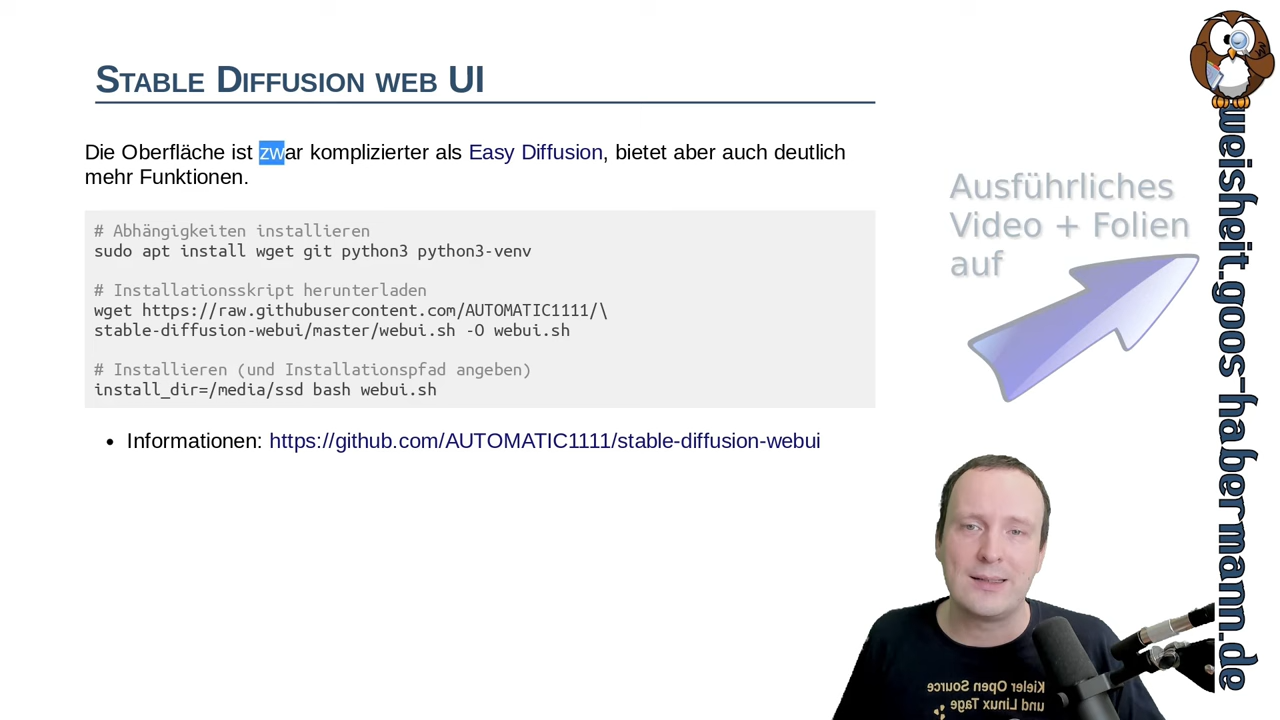 Stable Diffusion web UI
Die Oberfläche ist zwar komplizierter als Easy Diffusion, bietet aber auch deutlich
mehr Funktionen.
# Abhängigkeiten installieren
sudo apt install wget git python3 python3-venv
# Installationsskript herunterladen
wget https://raw.githubusercontent.com/AUTOMATIC1111/\
stable-diffusion-webui/master/webui.sh -O webui.sh
# Installieren (und Installationspfad angeben)
install_dir=/media/ssd bash webui.sh
• Informationen: https://github.com/AUTOMATIC1111/stable-diffusion-webui
Ausführliches
Video + Folien
auf
weisheit.goos-habermann.de
Kieler Open Source
und Linux Tage